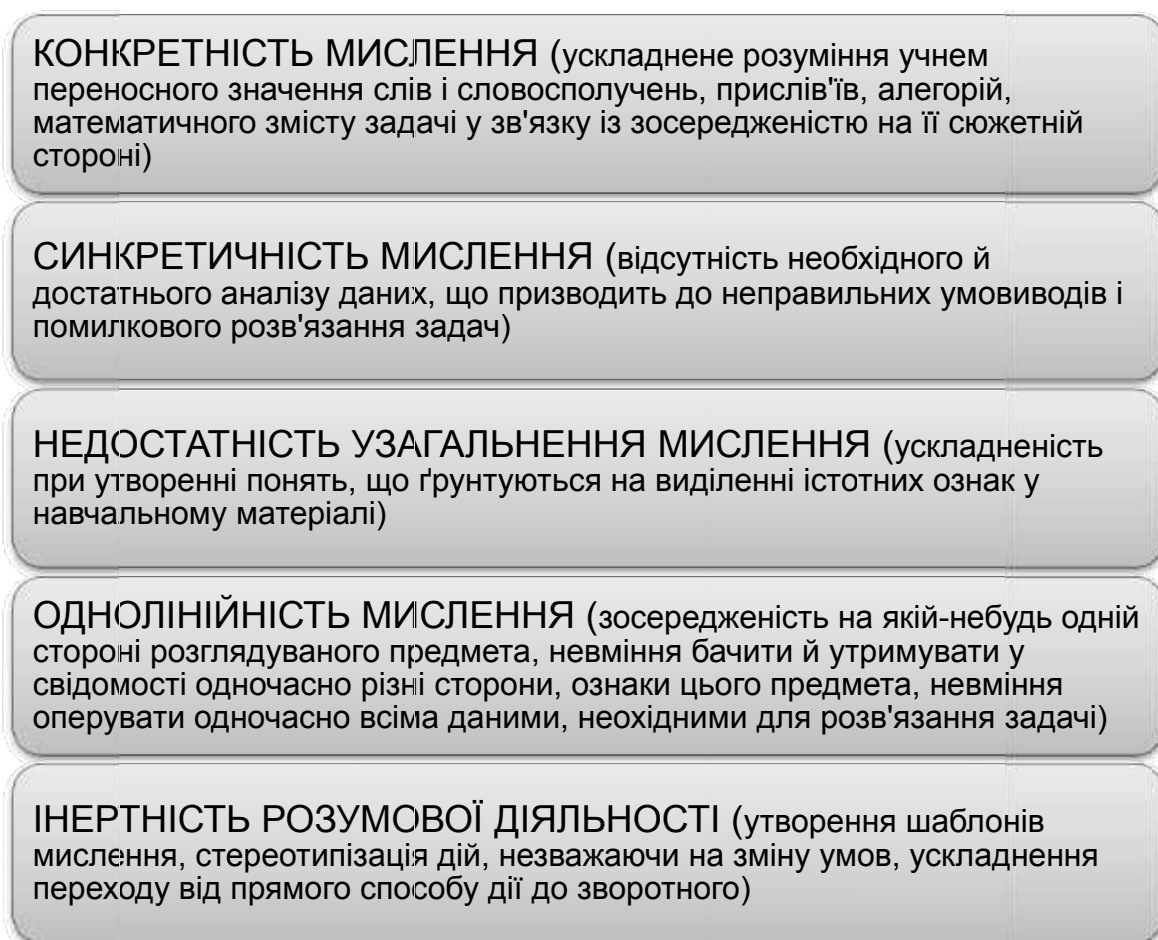 КОНКРЕТНІСТЬ МИСЛЕННЯ (ускладнене розуміння учнем
переносного значення слів і словосполучень, прислів'їв, алегорій,
математичного змісту задачі у зв'язку із зосередженістю на її сюжетній
стороні)
СИНКРЕТИЧНІСТЬ МИСЛЕННЯ (відсутність необхідного й
достатнього аналізу даних, що призводить до неправильних умовиводів і
помилкового розв'язання задач)
НЕДОСТАТНІСТЬ УЗАГАЛЬНЕННЯ МИСЛЕННЯ (ускладненість
при утворенні понять, що ґрунтуються на виділенні істотних ознак у
навчальному матеріалі)
ОДНОЛІНІЙНІСТЬ МИСЛЕННЯ (зосередженість на якій-небудь одній
стороні розглядуваного предмета, невміння бачити й утримувати у
свідомості одночасно різні сторони, ознаки цього предмета, невміння
оперувати одночасно всіма даними, неохідними для розв'язання задачі)
ІНЕРТНІСТЬ РОЗУМОВОЇ ДІЯЛЬНОСТІ (утворення шаблонів
мислення, стереотипізація дій, незважаючи на зміну умов, ускладнення
переходу від прямого способу дії до зворотного)